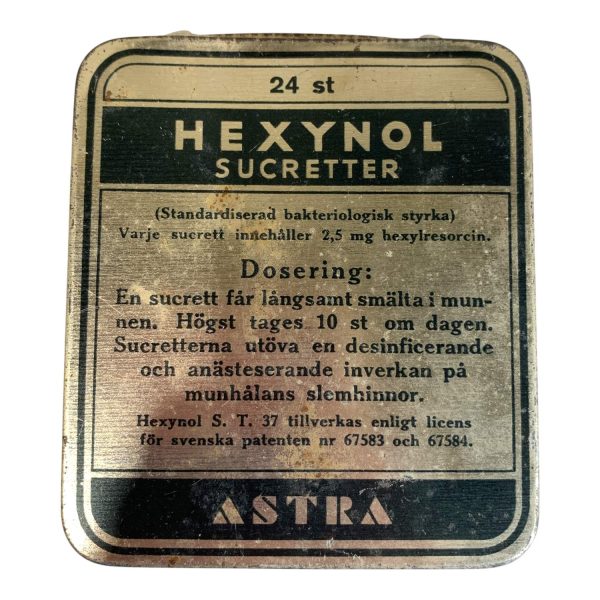 24 st
HEXYNOL
SUCRETTER
(Standardiserad bakteriologisk styrka)
Varje sucrett innehåller 2,5 mg hexylresorcin.
Dosering:
En sucrett får långsamt smälta i mun-
nen. Högst tages 10 st om dagen.
Sucretterna utöva en desinficerande
och anästeserande inverkan på
munhålans slemhinnor.
Hexynol S. T. 37 tillverkas enligt licens
för svenska patenten nr 67583 och 67584.
ASTRA